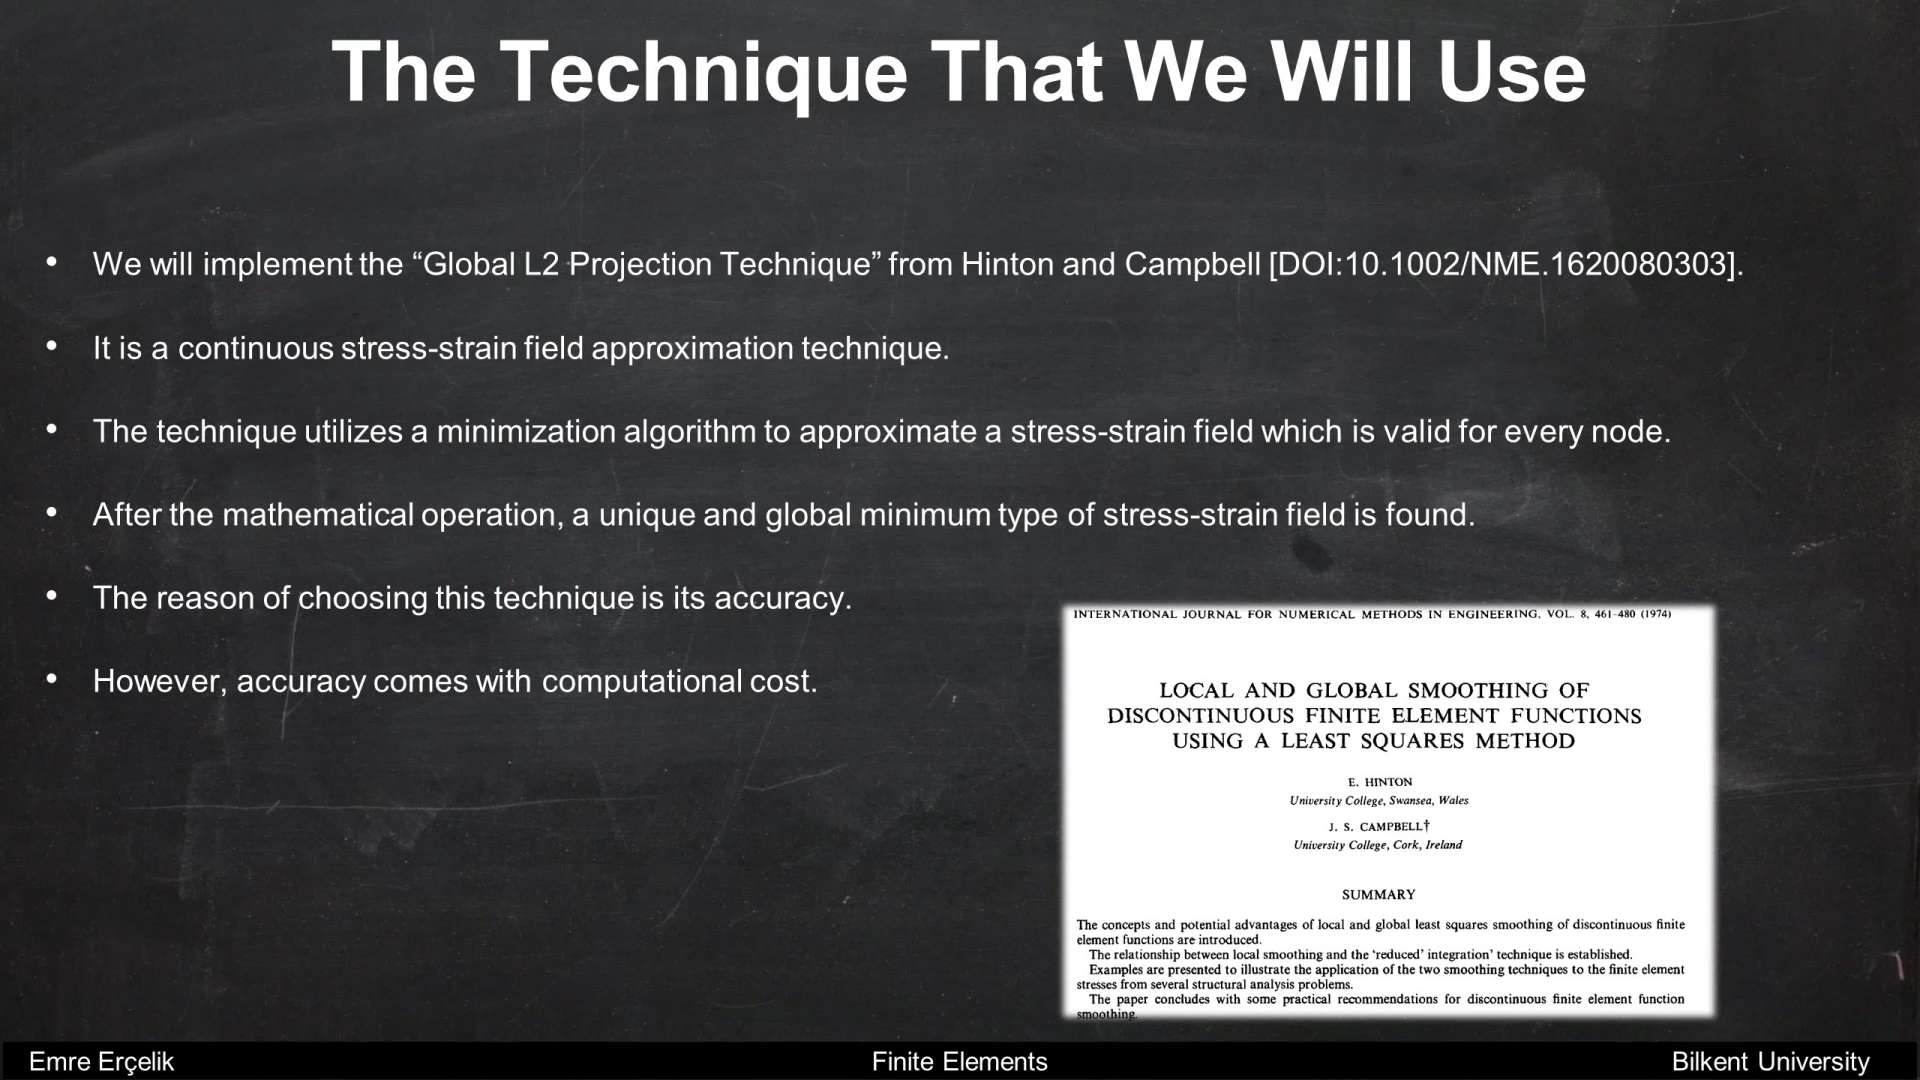 The Technique That We Will Use
• We will implement the “Global L2 Projection Technique” from Hinton and Campbell [DOI:10.1002/NME.1620080303].
• It is a continuous stress-strain field approximation technique.
• The technique utilizes a minimization algorithm to approximate a stress-strain field which is valid for every node.
• After the mathematical operation, a unique and global minimum type of stress-strain field is found.
• The reason of choosing this technique is its accuracy.
• However, accuracy comes with computational cost.
INTERNATIONAL JOURNAL FOR NUMERICAL METHODS IN ENGINEERING, VOL. 8, 461–480 (1974)
LOCAL AND GLOBAL SMOOTHING OF
DISCONTINUOUS FINITE ELEMENT FUNCTIONS
USING A LEAST SQUARES METHOD
E. HINTON
University College, Swansea, Wales
J. S. CAMPBELL†
University College, Cork, Ireland
SUMMARY
The concepts and potential advantages of local and global least squares smoothing of discontinuous finite
element functions are introduced.
The relationship between local smoothing and the ‘reduced’ integration’ technique is established.
Examples are presented to illustrate the application of the two smoothing techniques to the finite element
stresses from several structural analysis problems.
The paper concludes with some practical recommendations for discontinuous finite element function
smoothing.
Emre Erçelik
Finite Elements
Bilkent University